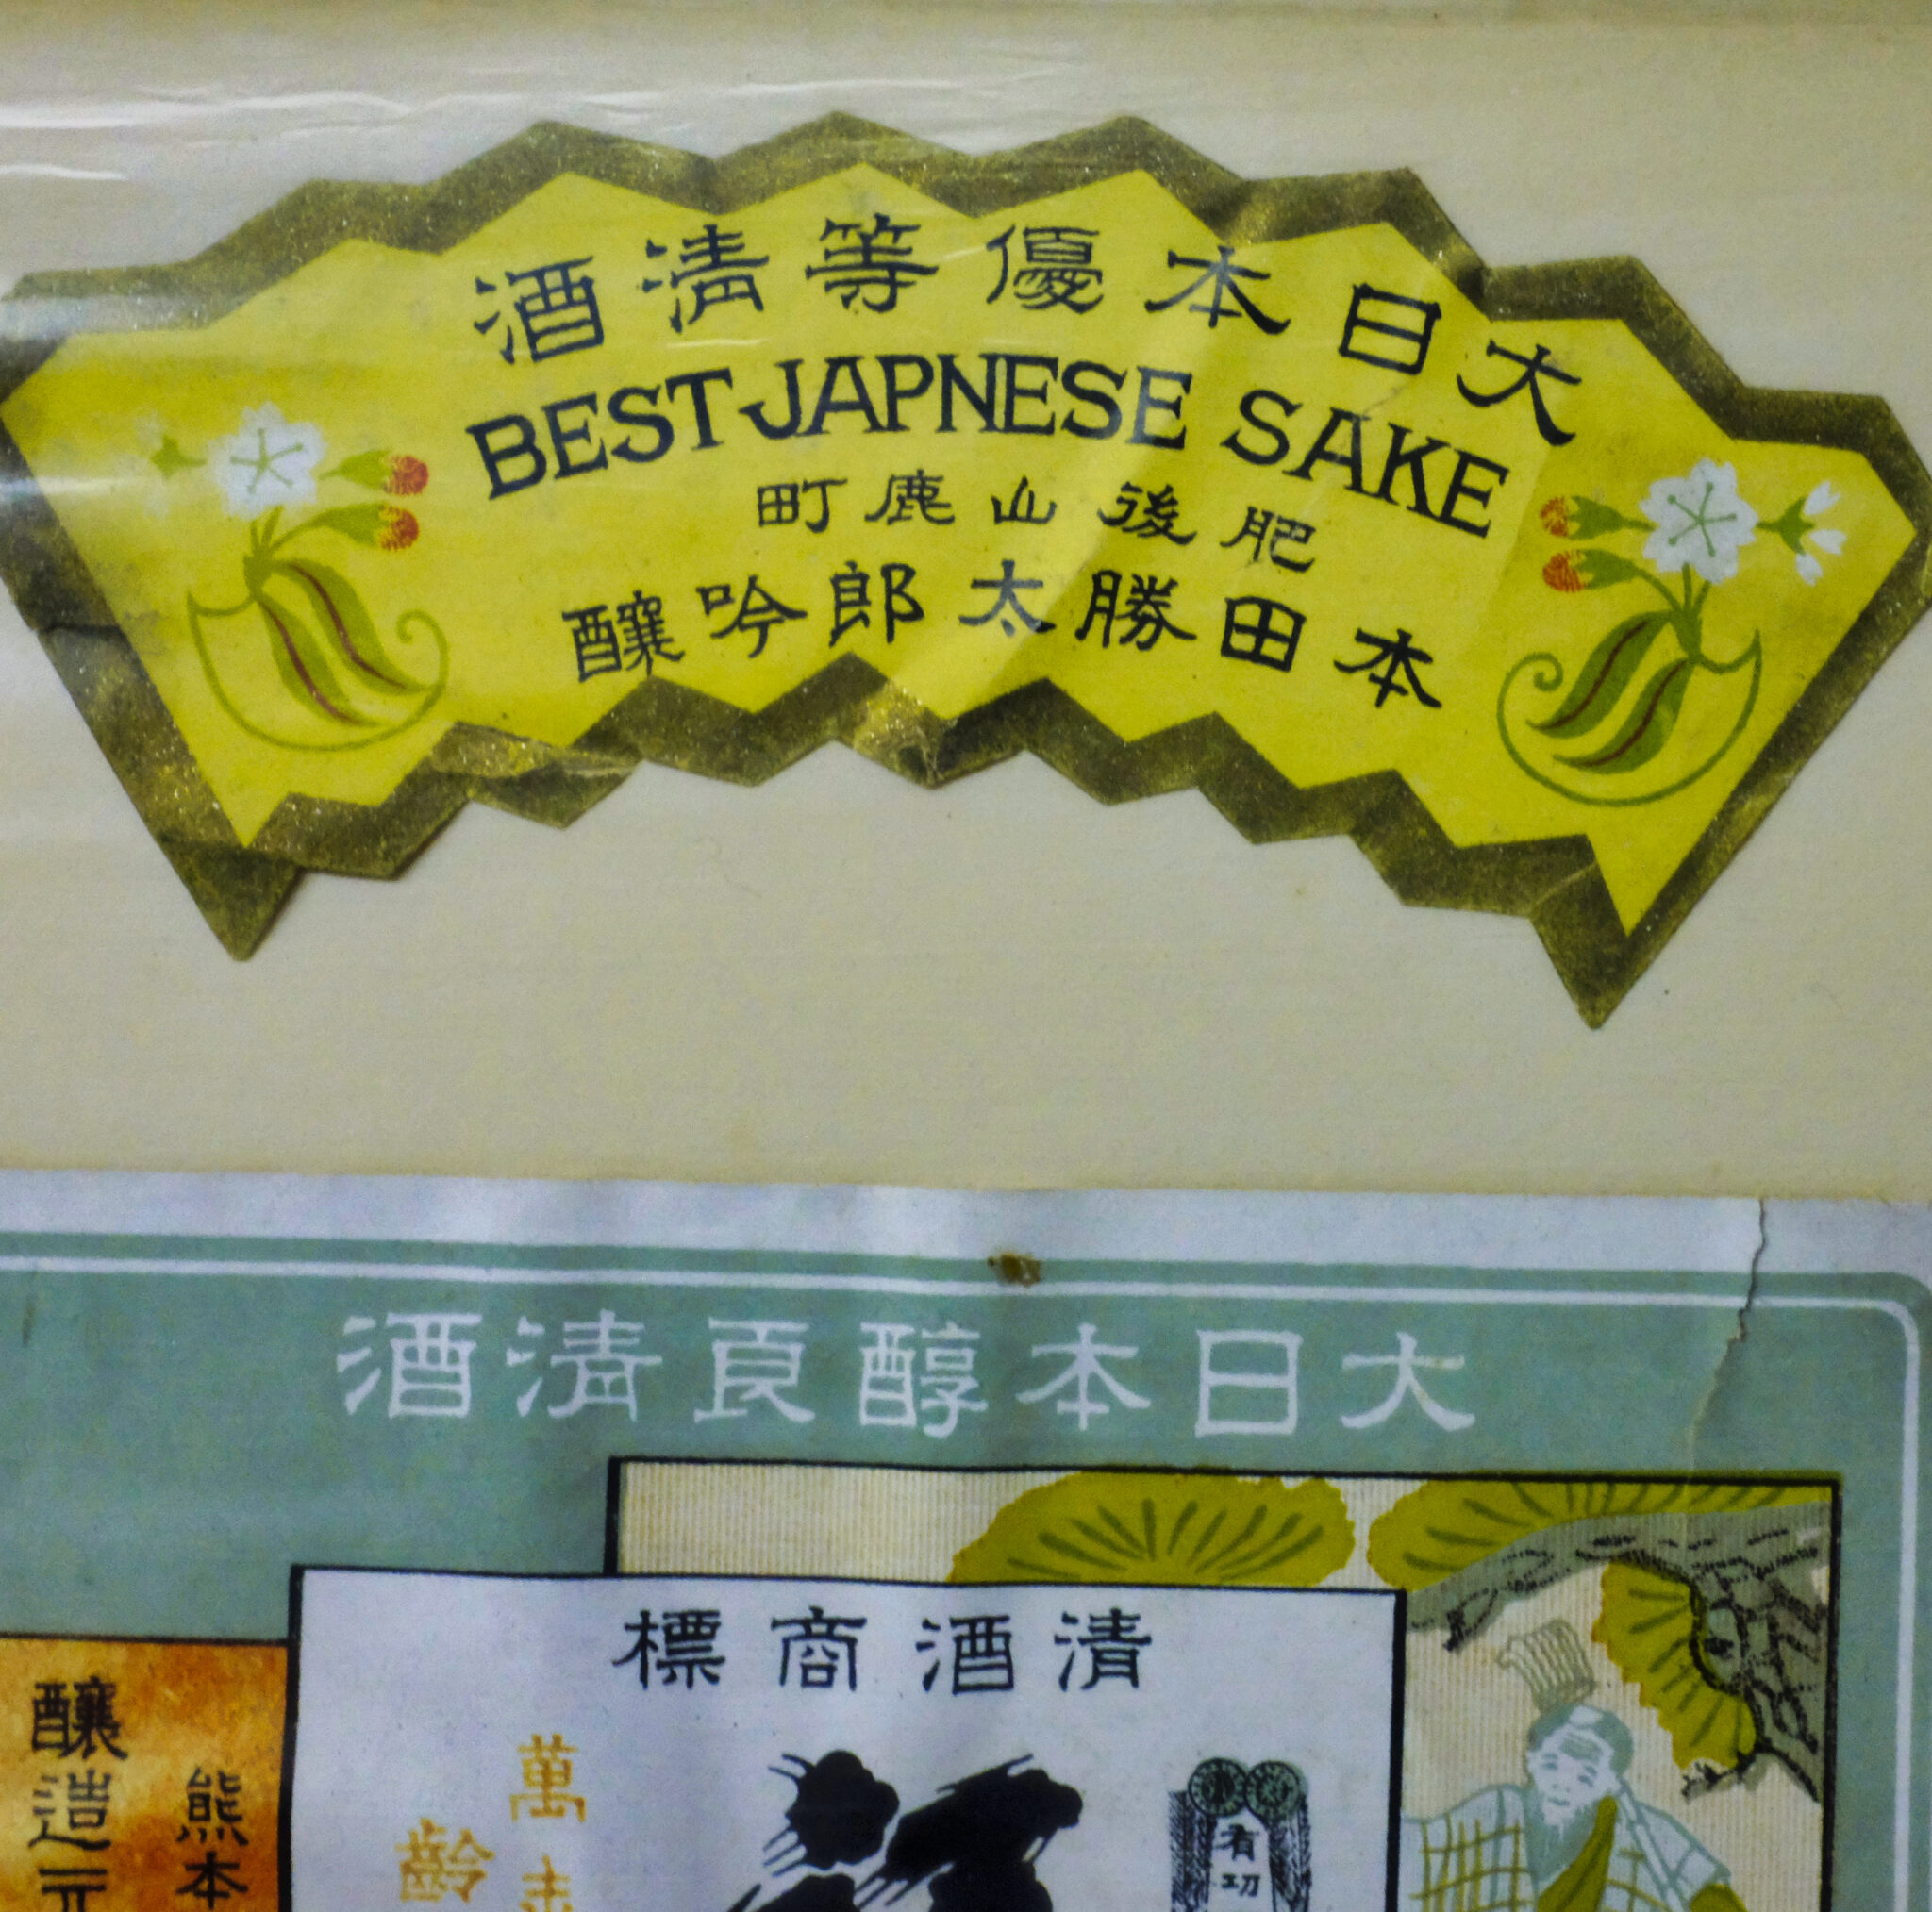 大日本優等清酒
BEST JAPNESE SAKE
肥後山鹿町
本田勝太郎吟釀
大日本醇良清酒
清酒商標
有功
萬
齡
熊本
釀造元